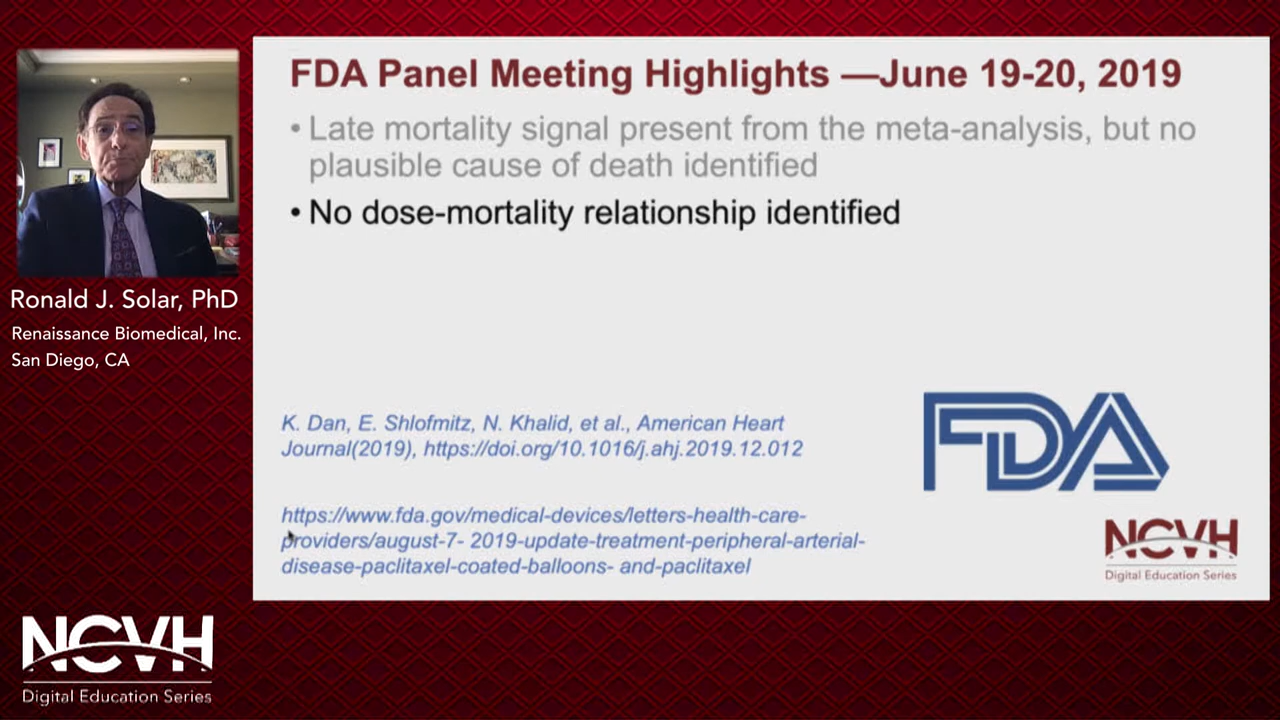 FDA Panel Meeting Highlights —June 19-20, 2019
• Late mortality signal present from the meta-analysis, but no
plausible cause of death identified
• No dose-mortality relationship identified
Ronald J. Solar, PhD
Renaissance Biomedical, Inc.
San Diego, CA
K. Dan, E. Shlofmitz, N. Khalid, et al., American Heart
Journal(2019), https://doi.org/10.1016/j.ahj.2019.12.012
https://www.fda.gov/medical-devices/letters-health-care-
providers/august-7- 2019-update-treatment-peripheral-arterial-
disease-paclitaxel-coated-balloons- and-paclitaxel
FDA
NCVH
Digital Education Series
NCVH
Digital Education Series